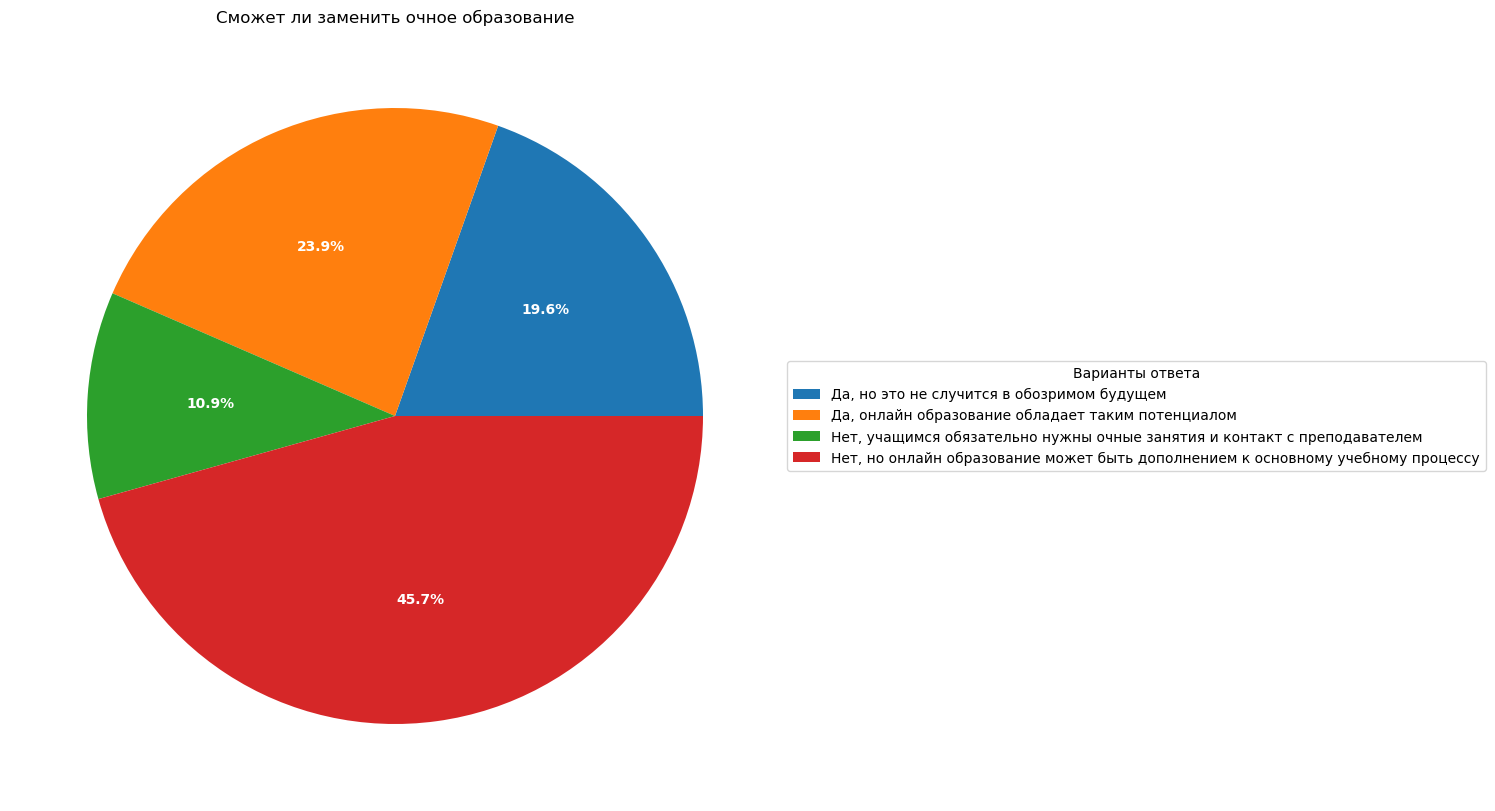 Сможет ли заменить очное образование
23.9%
19.6%
10.9%
45.7%
Варианты ответа
Да, но это не случится в обозримом будущем
Да, онлайн образование обладает таким потенциалом
Нет, учащимся обязательно нужны очные занятия и контакт с преподавателем
Нет, но онлайн образование может быть дополнением к основному учебному процессу